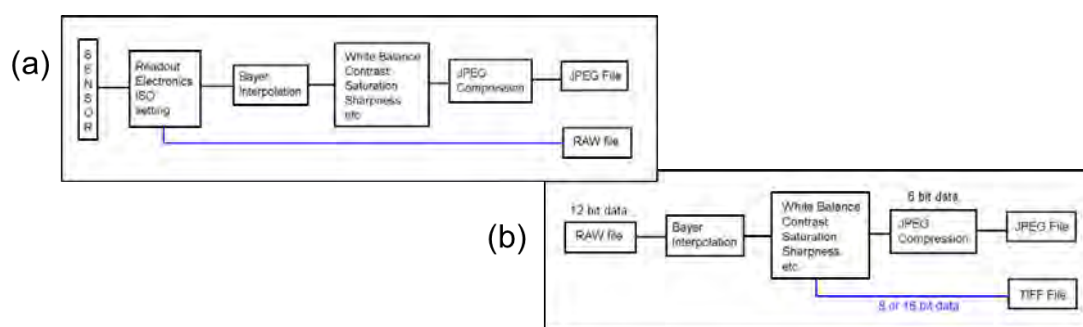 (a)
SENSOR
Readout
Electronics
ISO
setting
Bayer
Interpolation
White Balance
Contrast
Saturation
Sharpness
etc
JPEG
Compression
JPEG File
RAW file
(b)
12 bit data
RAW file
Bayer
Interpolation
White Balance
Contrast
Saturation
Sharpness,
etc.
bit data
JPEG
Compression
JPEG File
8 or 16 bit data
TIFF File